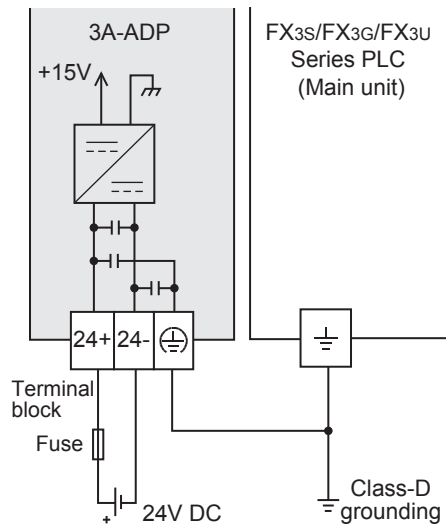 3A-ADP
FX3S/FX3G/FX3U
Series PLC
(Main unit)
+15V
24+
24-
Terminal
block
Fuse
+
24V DC
Class-D
grounding